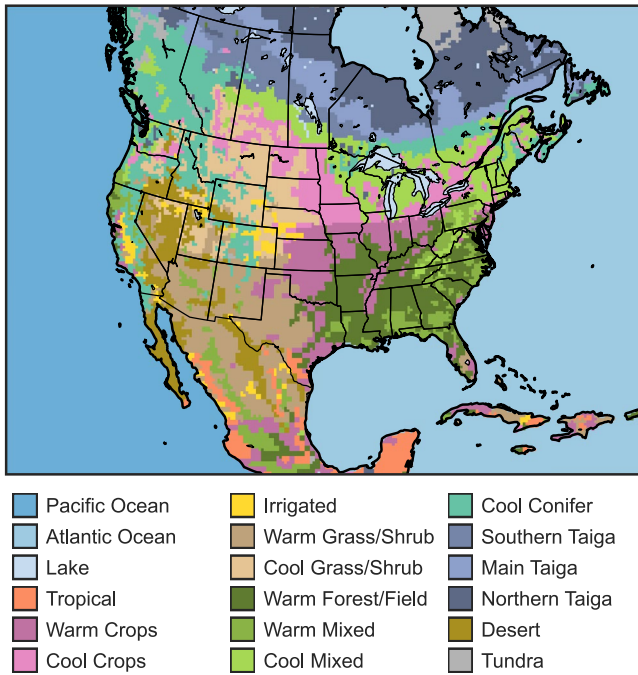 Pacific Ocean
Atlantic Ocean
Lake
Tropical
Warm Crops
Cool Crops
Irrigated
Warm Grass/Shrub
Cool Grass/Shrub
Warm Forest/Field
Warm Mixed
Cool Mixed
Cool Conifer
Southern Taiga
Main Taiga
Northern Taiga
Desert
Tundra